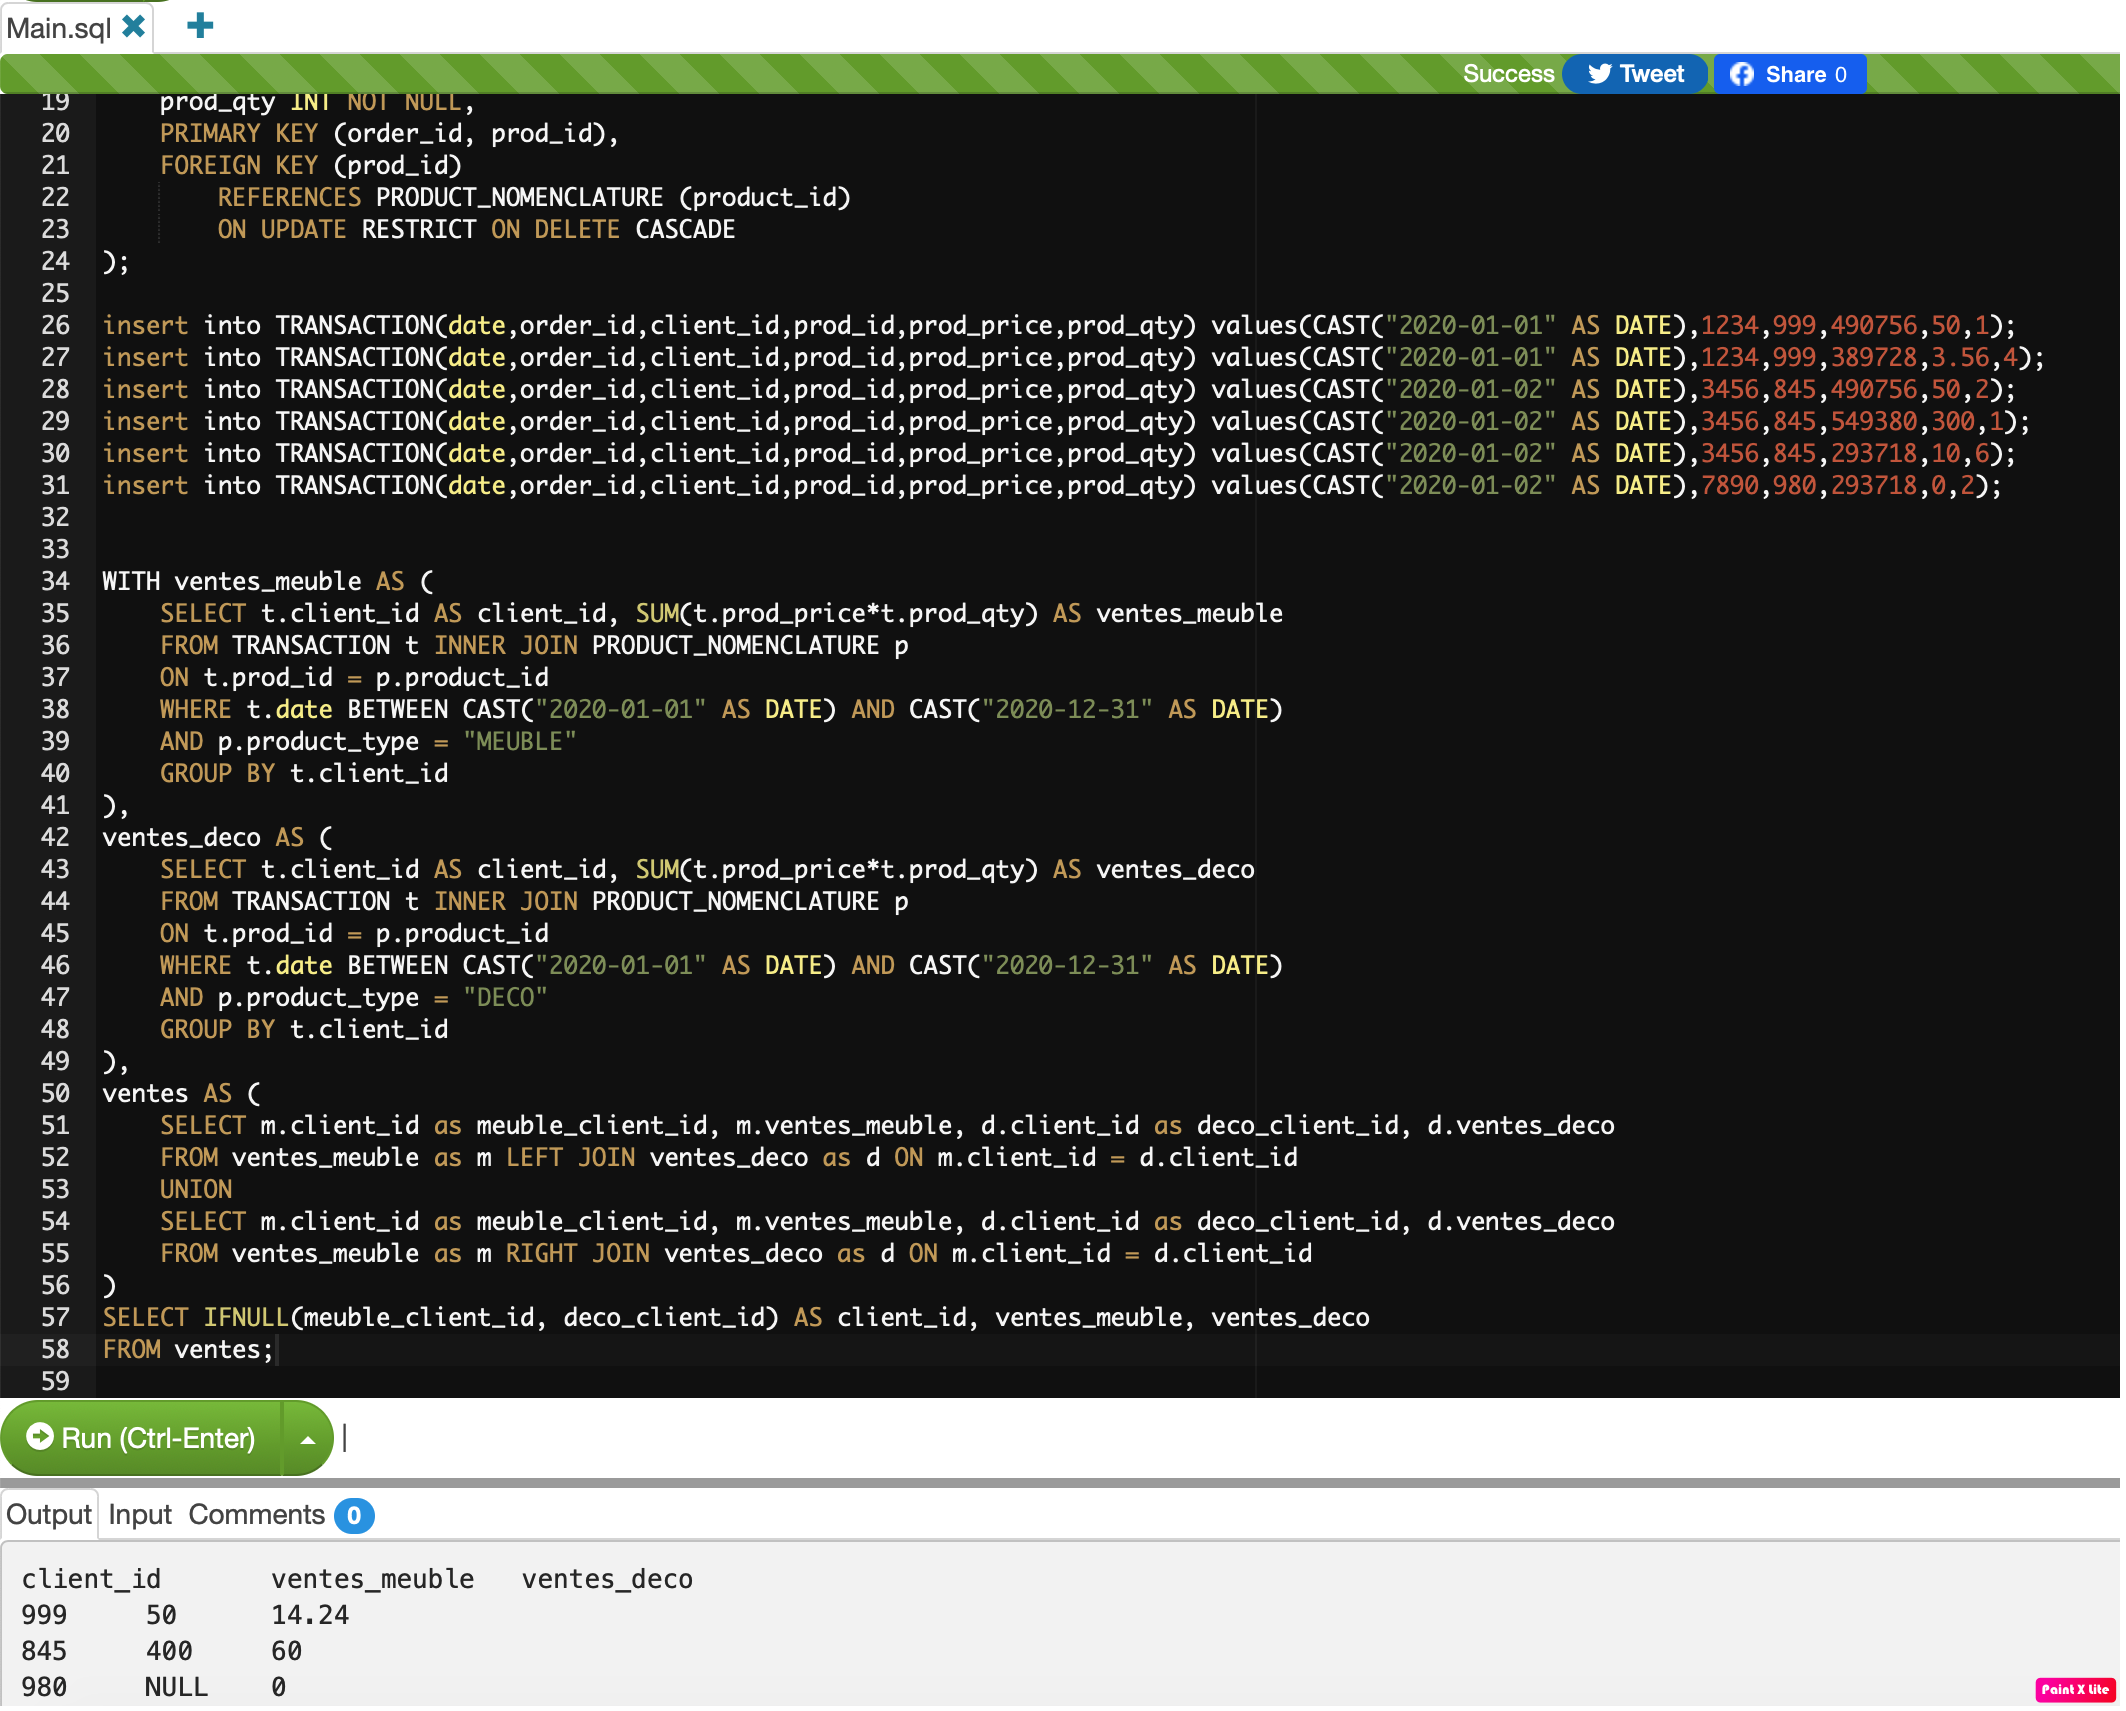 Main.sql
Success Tweet Share 0
19 prod_qty INT NOT NULL,
20 PRIMARY KEY (order_id, prod_id),
21 FOREIGN KEY (prod_id)
22 REFERENCES PRODUCT_NOMENCLATURE (product_id)
23 ON UPDATE RESTRICT ON DELETE CASCADE
24 );
25
26 insert into TRANSACTION(date,order_id,client_id,prod_id,prod_price,prod_qty) values(CAST("2020-01-01" AS DATE),1234,999,490756,50,1);
27 insert into TRANSACTION(date,order_id,client_id,prod_id,prod_price,prod_qty) values(CAST("2020-01-01" AS DATE),1234,999,389728,3.56,4);
28 insert into TRANSACTION(date,order_id,client_id,prod_id,prod_price,prod_qty) values(CAST("2020-01-02" AS DATE),3456,845,490756,50,2);
29 insert into TRANSACTION(date,order_id,client_id,prod_id,prod_price,prod_qty) values(CAST("2020-01-02" AS DATE),3456,845,549380,300,1);
30 insert into TRANSACTION(date,order_id,client_id,prod_id,prod_price,prod_qty) values(CAST("2020-01-02" AS DATE),3456,845,293718,10,6);
31 insert into TRANSACTION(date,order_id,client_id,prod_id,prod_price,prod_qty) values(CAST("2020-01-02" AS DATE),7890,980,293718,0,2);
32
33
34 WITH ventes_meuble AS (
35 SELECT t.client_id AS client_id, SUM(t.prod_price*t.prod_qty) AS ventes_meuble
36 FROM TRANSACTION t INNER JOIN PRODUCT_NOMENCLATURE p
37 ON t.prod_id = p.product_id
38 WHERE t.date BETWEEN CAST("2020-01-01" AS DATE) AND CAST("2020-12-31" AS DATE)
39 AND p.product_type = "MEUBLE"
40 GROUP BY t.client_id
41 ),
42 ventes_deco AS (
43 SELECT t.client_id AS client_id, SUM(t.prod_price*t.prod_qty) AS ventes_deco
44 FROM TRANSACTION t INNER JOIN PRODUCT_NOMENCLATURE p
45 ON t.prod_id = p.product_id
46 WHERE t.date BETWEEN CAST("2020-01-01" AS DATE) AND CAST("2020-12-31" AS DATE)
47 AND p.product_type = "DECO"
48 GROUP BY t.client_id
49 ),
50 ventes AS (
51 SELECT m.client_id as meuble_client_id, m.ventes_meuble, d.client_id as deco_client_id, d.ventes_deco
52 FROM ventes_meuble as m LEFT JOIN ventes_deco as d ON m.client_id = d.client_id
53 UNION
54 SELECT m.client_id as meuble_client_id, m.ventes_meuble, d.client_id as deco_client_id, d.ventes_deco
55 FROM ventes_meuble as m RIGHT JOIN ventes_deco as d ON m.client_id = d.client_id
56 )
57 SELECT IFNULL(meuble_client_id, deco_client_id) AS client_id, ventes_meuble, ventes_deco
58 FROM ventes;
59
Run (Ctrl-Enter)
Output Input Comments 0
client_id ventes_meuble ventes_deco
999 50 14.24
845 400 60
980 NULL 0
Paint X Lite